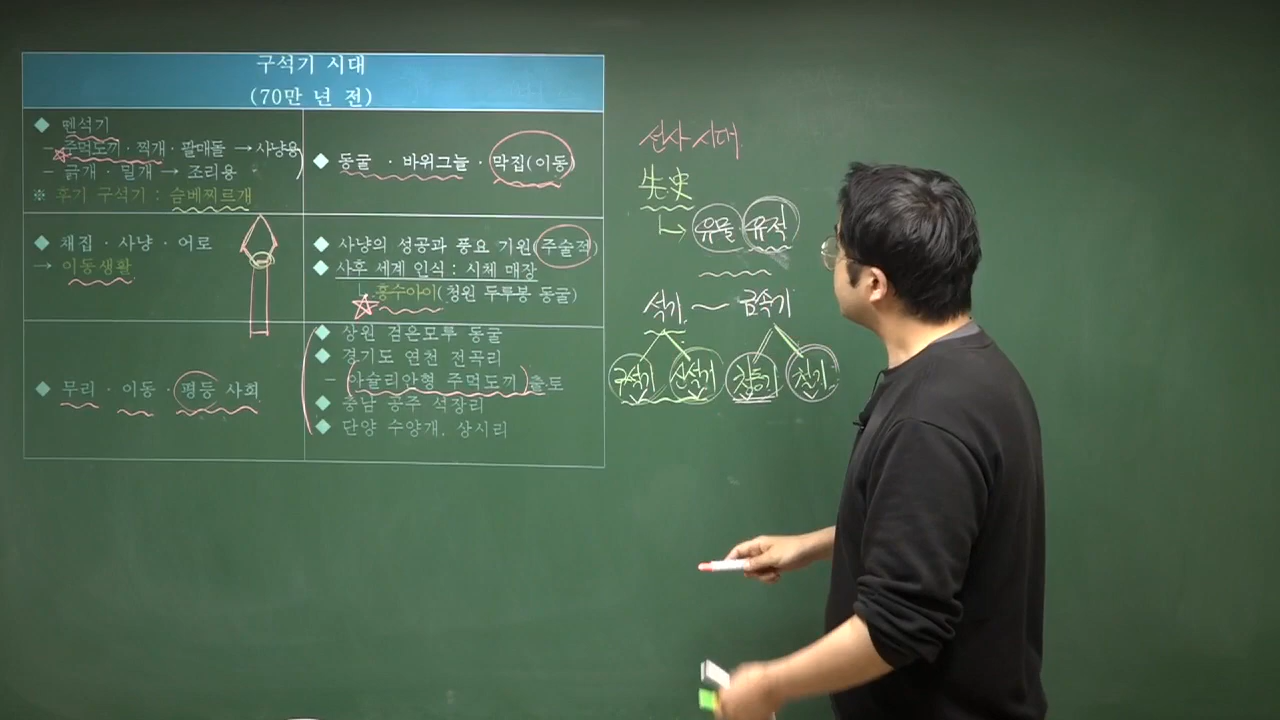 구석기 시대
(70만 년 전)
◆ 뗀석기
- 주먹도끼 · 찍개 · 팔매돌 → 사냥용
- 긁개 · 밀개 → 조리용
※ 후기 구석기 : 슴베찌르개
◆ 동굴 · 바위그늘 · 막집(이동)
◆ 채집 · 사냥 · 어로
→ 이동생활
◆ 사냥의 성공과 풍요 기원(주술적)
◆ 사후 세계 인식 : 시체 매장
└ 흥수아이(청원 두루봉 동굴)
◆ 무리 · 이동 · 평등 사회
◆ 상원 검은모루 동굴
◆ 경기도 연천 전곡리
- 아슐리안형 주먹도끼 출토
◆ 충남 공주 석장리
◆ 단양 수양개, 상시리
선사 시대
先史
↳ 유물 유적
석기 ~ 금속기
구석기 신석기 청동기 철기